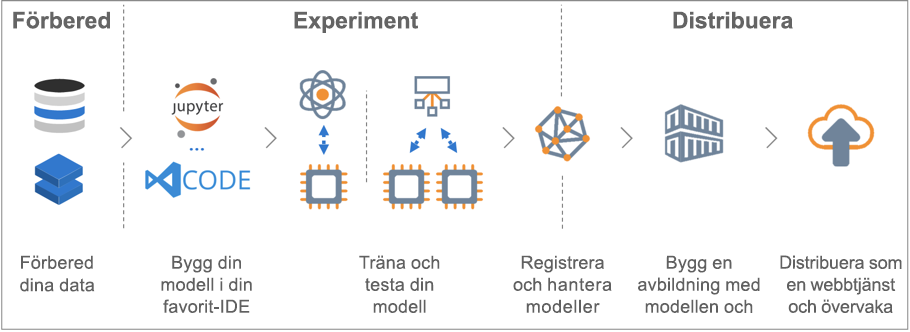 Förbered
Experiment
Distribuera
jupyter
...
CODE
Förbered
dina data
Bygg din
modell i din
favorit-IDE
Träna och
testa din
modell
Registrera
och hantera
modeller
Bygg en
avbildning med
modellen och
Distribuera som
en webbtjänst
och övervaka